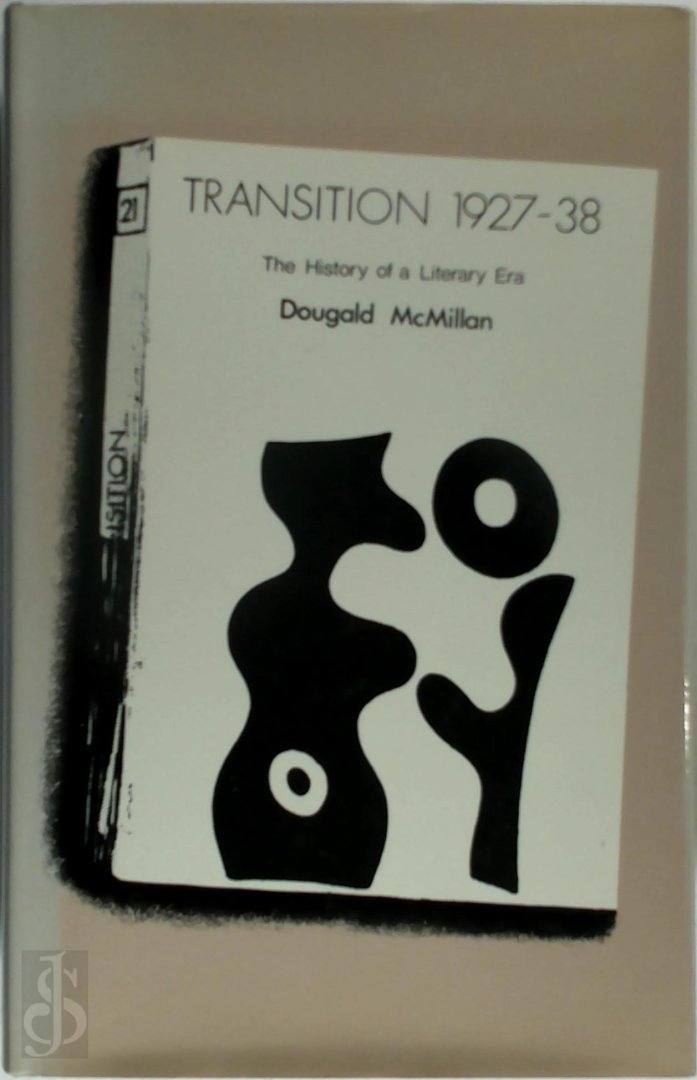 21
TRANSITION 1927-38
The History of a Literary Era
Dougald McMillan
SITION